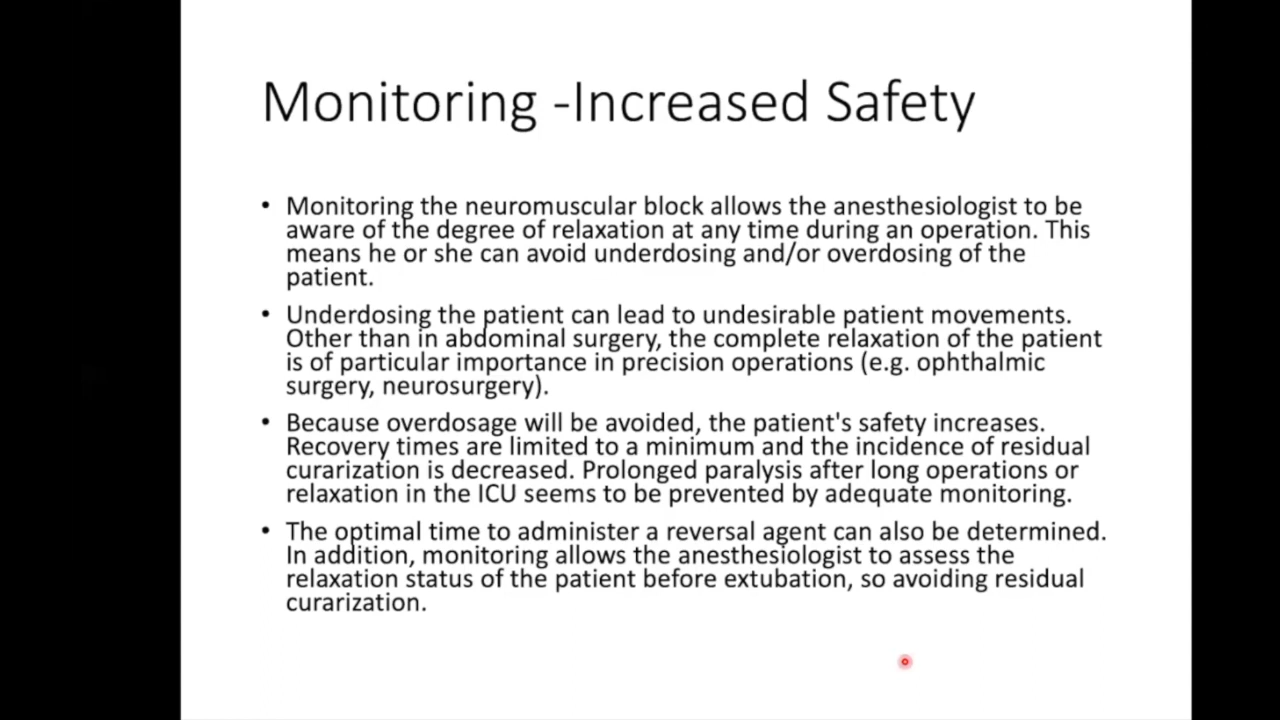 Monitoring -Increased Safety
• Monitoring the neuromuscular block allows the anesthesiologist to be
aware of the degree of relaxation at any time during an operation. This
means he or she can avoid underdosing and/or overdosing of the
patient.
• Underdosing the patient can lead to undesirable patient movements.
Other than in abdominal surgery, the complete relaxation of the patient
is of particular importance in precision operations (e.g. ophthalmic
surgery, neurosurgery).
• Because overdosage will be avoided, the patient's safety increases.
Recovery times are limited to a minimum and the incidence of residual
curarization is decreased. Prolonged paralysis after long operations or
relaxation in the ICU seems to be prevented by adequate monitoring.
• The optimal time to administer a reversal agent can also be determined.
In addition, monitoring allows the anesthesiologist to assess the
relaxation status of the patient before extubation, so avoiding residual
curarization.